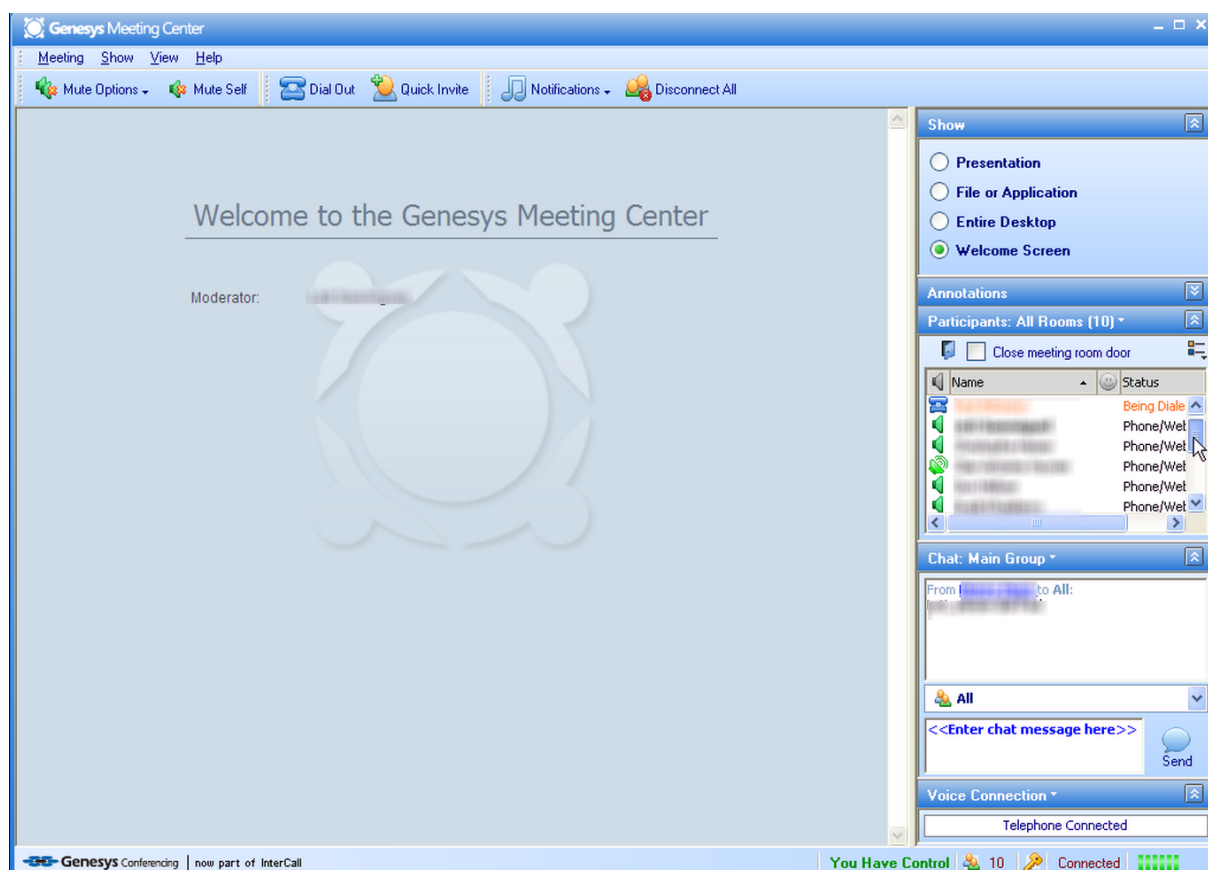 Genesys Meeting Center
Meeting Show View Help
Mute Options Mute Self Dial Out Quick Invite Notifications Disconnect All
Welcome to the Genesys Meeting Center
Moderator:
Show
Presentation
File or Application
Entire Desktop
Welcome Screen
Annotations
Participants: All Rooms (10)
Close meeting room door
Name Status
Being Diale
Phone/Wet
Phone/Wet
Phone/Wet
Phone/Wet
Phone/Wet
Chat: Main Group
From to All:
All
<<Enter chat message here>>
Send
Voice Connection
Telephone Connected
Genesys Conferencing | now part of InterCall
You Have Control 10 Connected